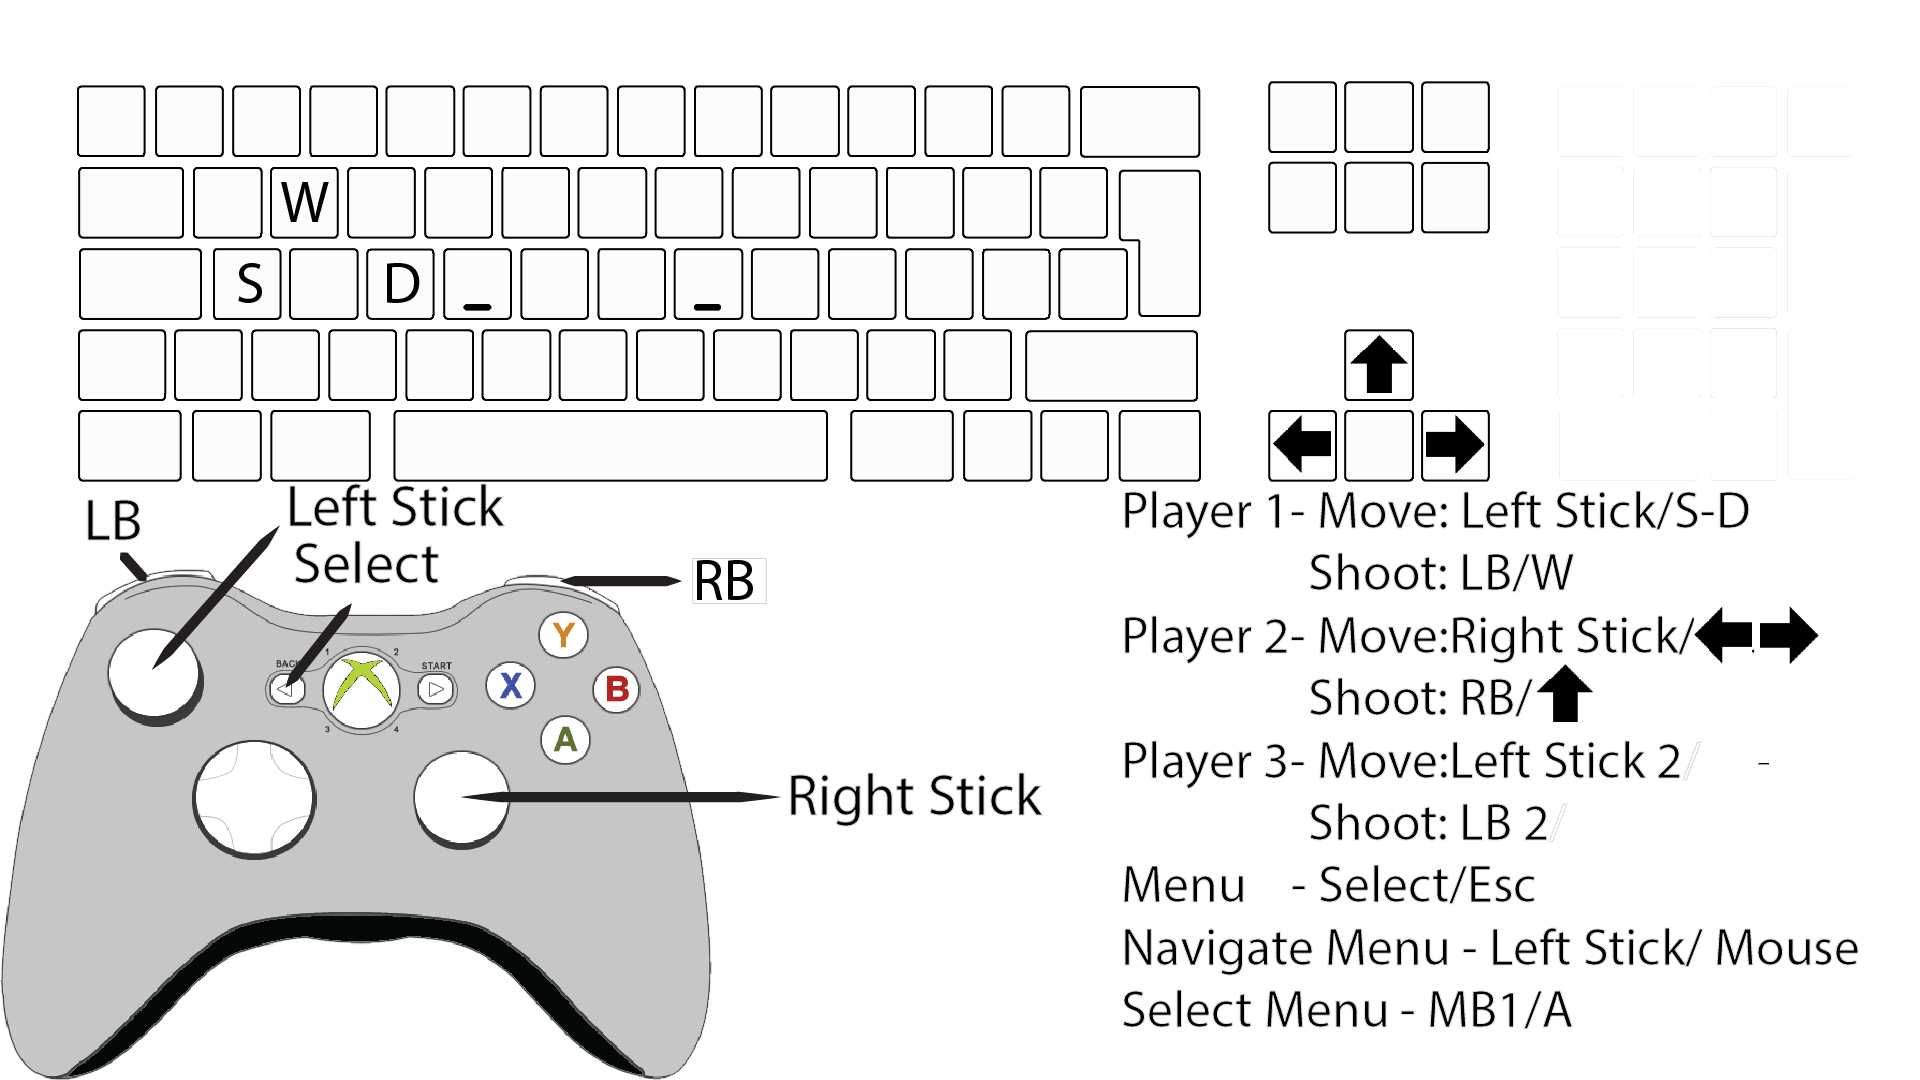 W
S D _ _
LB
Left Stick
Select
RB
BACK
START
1 2
3 4
Y
X
B
A
Right Stick
Player 1- Move: Left Stick/S-D
Shoot: LB/W
Player 2- Move:Right Stick/
Shoot: RB/
Player 3- Move:Left Stick 2/ -
Shoot: LB 2/
Menu - Select/Esc
Navigate Menu - Left Stick/ Mouse
Select Menu - MB1/A